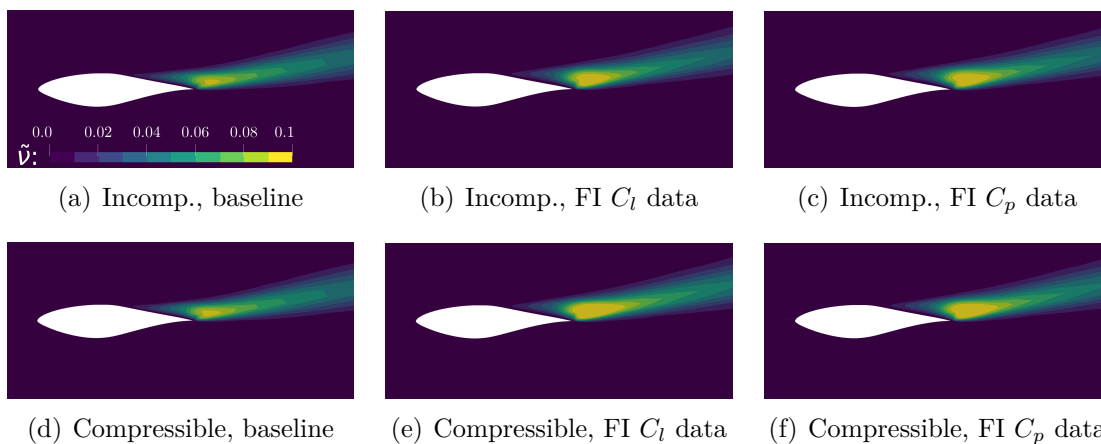 0.0 0.02 0.04 0.06 0.08 0.1
ν̃:
(a) Incomp., baseline
(b) Incomp., FI C_l data
(c) Incomp., FI C_p data
(d) Compressible, baseline
(e) Compressible, FI C_l data
(f) Compressible, FI C_p data